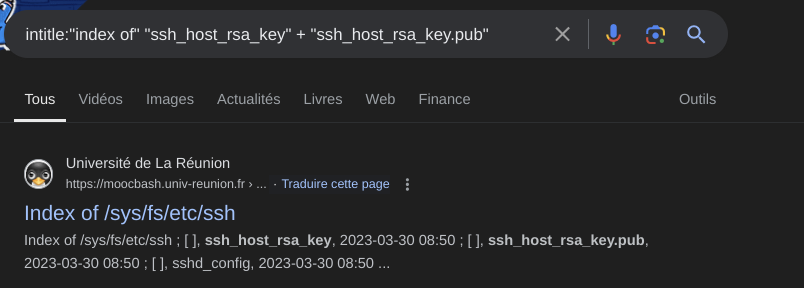 intitle:"index of" "ssh_host_rsa_key" + "ssh_host_rsa_key.pub"
Tous Vidéos Images Actualités Livres Web Finance Outils
Université de La Réunion
https://moocbash.univ-reunion.fr › ... · Traduire cette page
Index of /sys/fs/etc/ssh
Index of /sys/fs/etc/ssh ; [ ], ssh_host_rsa_key, 2023-03-30 08:50 ; [ ], ssh_host_rsa_key.pub,
2023-03-30 08:50 ; [ ], sshd_config, 2023-03-30 08:50 ...